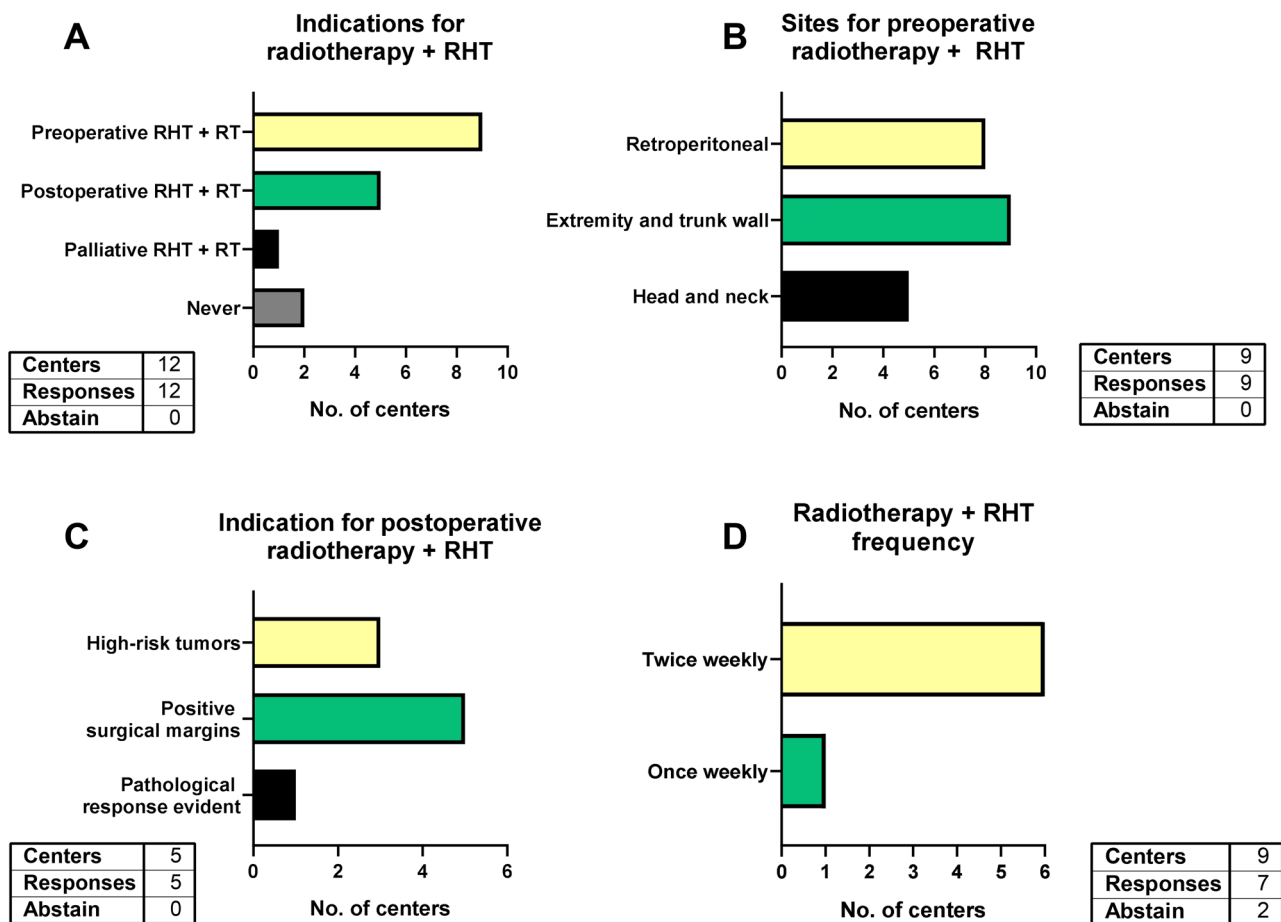 A
Indications for
radiotherapy + RHT
Preoperative RHT + RT
Postoperative RHT + RT
Palliative RHT + RT
Never
0 2 4 6 8 10
No. of centers
Centers 12
Responses 12
Abstain 0
B
Sites for preoperative
radiotherapy + RHT
Retroperitoneal
Extremity and trunk wall
Head and neck
0 2 4 6 8 10
No. of centers
Centers 9
Responses 9
Abstain 0
C
Indication for postoperative
radiotherapy + RHT
High-risk tumors
Positive
surgical margins
Pathological
response evident
0 2 4 6
No. of centers
Centers 5
Responses 5
Abstain 0
D
Radiotherapy + RHT
frequency
Twice weekly
Once weekly
0 1 2 3 4 5 6
No. of centers
Centers 9
Responses 7
Abstain 2